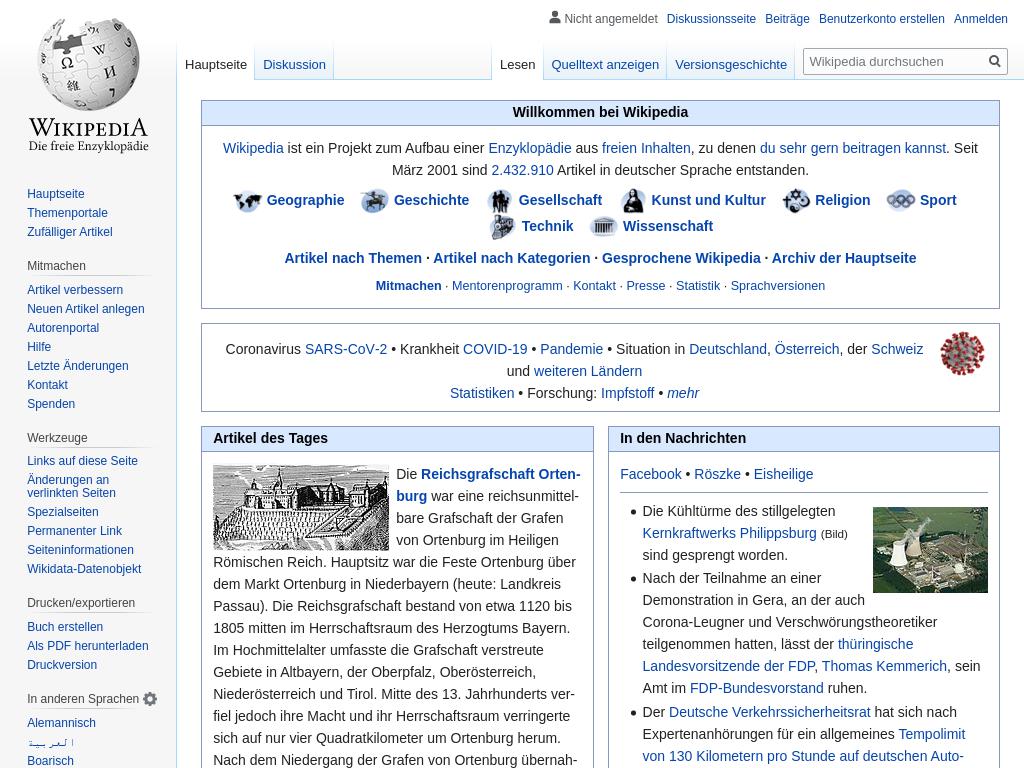 Nicht angemeldet Diskussionsseite Beiträge Benutzerkonto erstellen Anmelden
Hauptseite Diskussion Lesen Quelltext anzeigen Versionsgeschichte Wikipedia durchsuchen
WIKIPEDIA
Die freie Enzyklopädie
Hauptseite
Themenportale
Zufälliger Artikel
Mitmachen
Artikel verbessern
Neuen Artikel anlegen
Autorenportal
Hilfe
Letzte Änderungen
Kontakt
Spenden
Werkzeuge
Links auf diese Seite
Änderungen an
verlinkten Seiten
Spezialseiten
Permanenter Link
Seiteninformationen
Wikidata-Datenobjekt
Drucken/exportieren
Buch erstellen
Als PDF herunterladen
Druckversion
In anderen Sprachen
Alemannisch
العربية
Boarisch
Willkommen bei Wikipedia
Wikipedia ist ein Projekt zum Aufbau einer Enzyklopädie aus freien Inhalten, zu denen du sehr gern beitragen kannst. Seit
März 2001 sind 2.432.910 Artikel in deutscher Sprache entstanden.
Geographie Geschichte Gesellschaft Kunst und Kultur Religion Sport
Technik Wissenschaft
Artikel nach Themen · Artikel nach Kategorien · Gesprochene Wikipedia · Archiv der Hauptseite
Mitmachen · Mentorenprogramm · Kontakt · Presse · Statistik · Sprachversionen
Coronavirus SARS-CoV-2 • Krankheit COVID-19 • Pandemie • Situation in Deutschland, Österreich, der Schweiz
und weiteren Ländern
Statistiken • Forschung: Impfstoff • mehr
Artikel des Tages
Die Reichsgrafschaft Orten-
burg war eine reichsunmittel-
bare Grafschaft der Grafen
von Ortenburg im Heiligen
Römischen Reich. Hauptsitz war die Feste Ortenburg über
dem Markt Ortenburg in Niederbayern (heute: Landkreis
Passau). Die Reichsgrafschaft bestand von etwa 1120 bis
1805 mitten im Herrschaftsraum des Herzogtums Bayern.
Im Hochmittelalter umfasste die Grafschaft verstreute
Gebiete in Altbayern, der Oberpfalz, Oberösterreich,
Niederösterreich und Tirol. Mitte des 13. Jahrhunderts ver-
fiel jedoch ihre Macht und ihr Herrschaftsraum verringerte
sich auf nur vier Quadratkilometer um Ortenburg herum.
Nach dem Niedergang der Grafen von Ortenburg übernah-
In den Nachrichten
Facebook • Röszke • Eisheilige
• Die Kühltürme des stillgelegten
Kernkraftwerks Philippsburg (Bild)
sind gesprengt worden.
• Nach der Teilnahme an einer
Demonstration in Gera, an der auch
Corona-Leugner und Verschwörungstheoretiker
teilgenommen hatten, lässt der thüringische
Landesvorsitzende der FDP, Thomas Kemmerich, sein
Amt im FDP-Bundesvorstand ruhen.
• Der Deutsche Verkehrssicherheitsrat hat sich nach
Expertenanhörungen für ein allgemeines Tempolimit
von 130 Kilometern pro Stunde auf deutschen Auto-